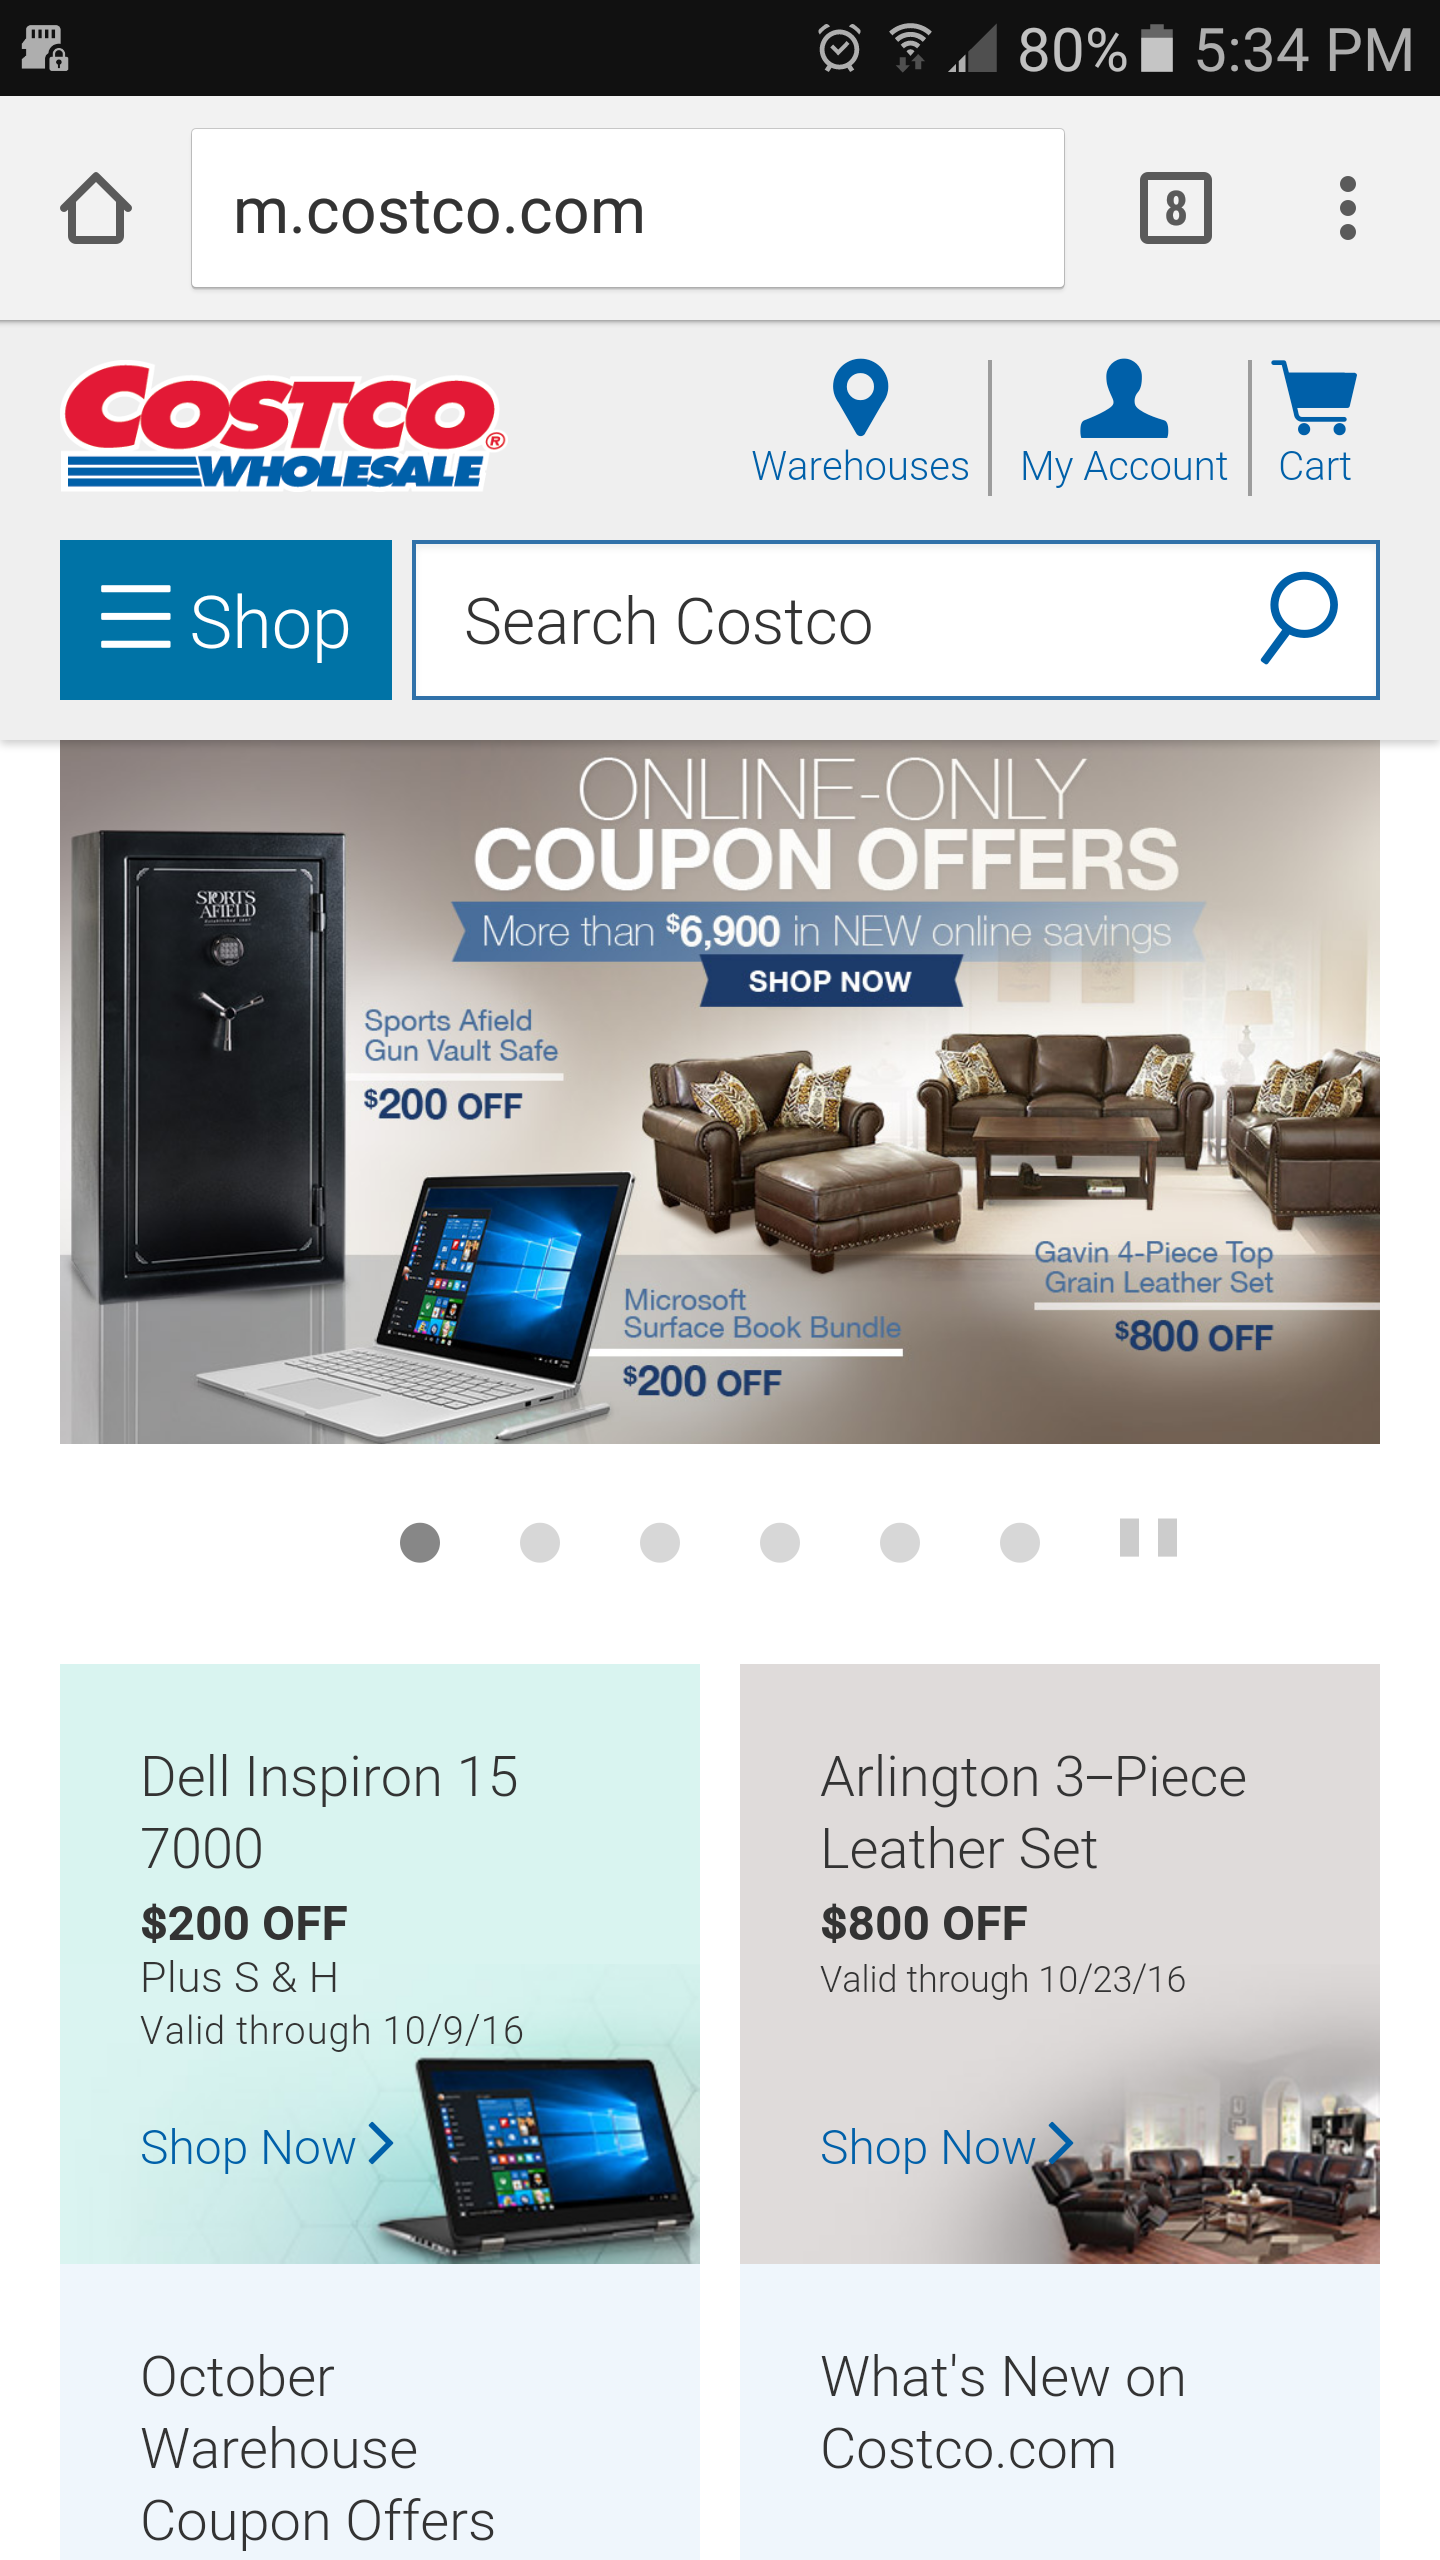 80% 5:34 PM
m.costco.com
8
COSTCO®
WHOLESALE
Warehouses
My Account
Cart
Shop
Search Costco
ONLINE-ONLY
COUPON OFFERS
More than $6,900 in NEW online savings
SHOP NOW
SPORTS
AFIELD
Sports Afield
Gun Vault Safe
$200 OFF
Microsoft
Surface Book Bundle
$200 OFF
Gavin 4-Piece Top
Grain Leather Set
$800 OFF
Dell Inspiron 15
7000
$200 OFF
Plus S & H
Valid through 10/9/16
Shop Now
Arlington 3–Piece
Leather Set
$800 OFF
Valid through 10/23/16
Shop Now
October
Warehouse
Coupon Offers
What's New on
Costco.com